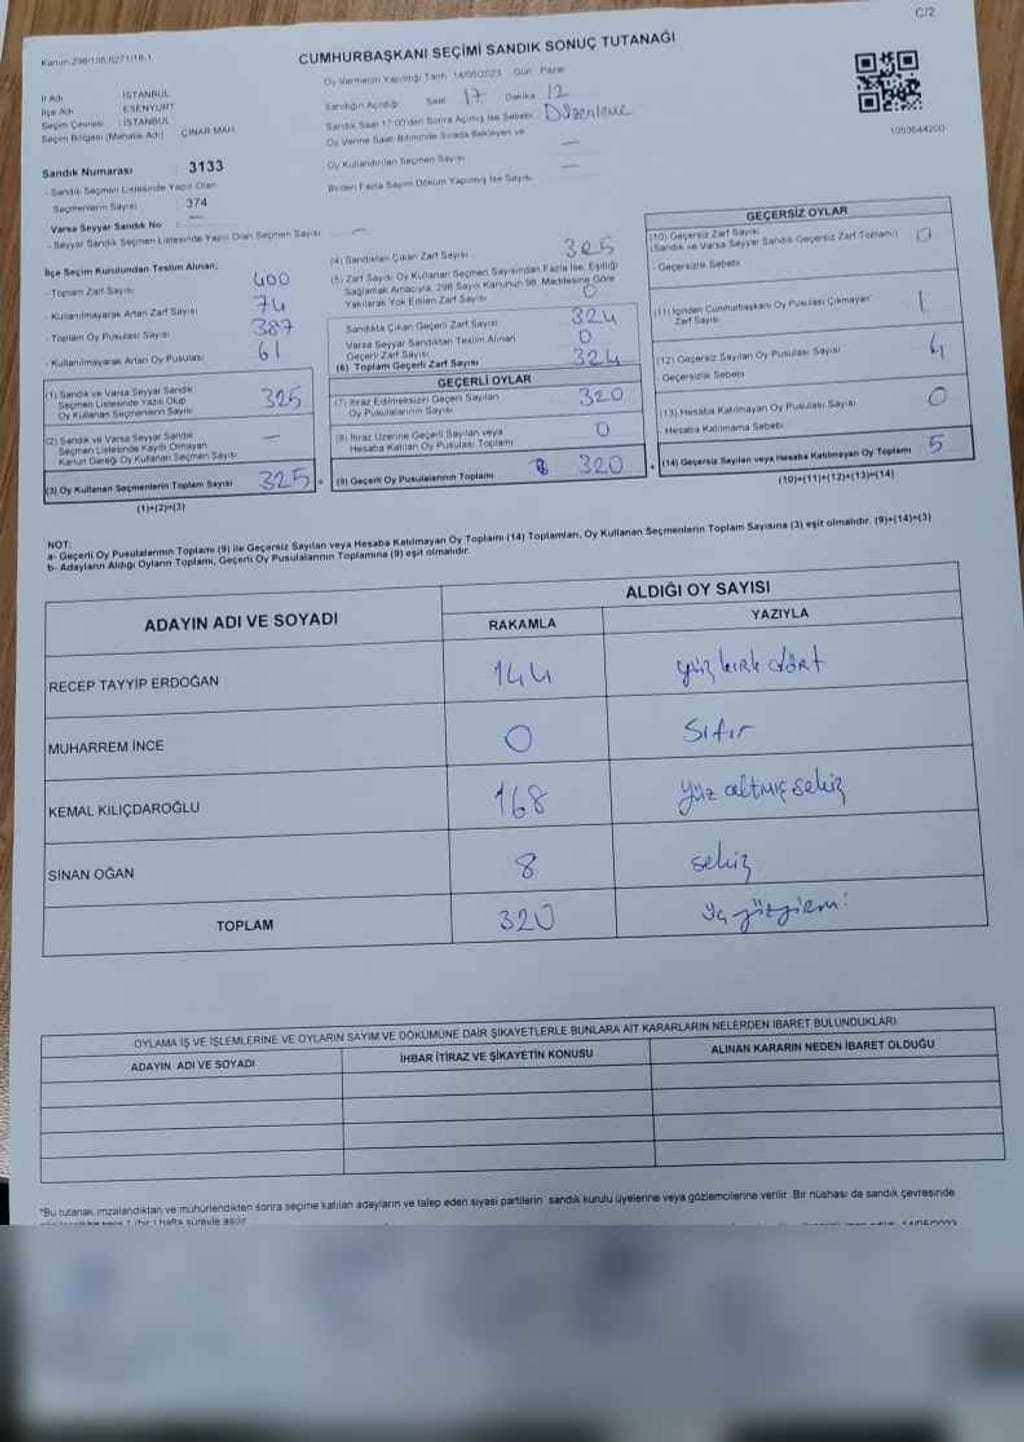 C/2
Kanun:298/105,6271/18-1
CUMHURBAŞKANI SEÇİMİ SANDIK SONUÇ TUTANAĞI
Oy Vermenin Yapıldığı Tarih 14/05/2023 Gün: Pazar
İl Adı : İSTANBUL
İlçe Adı : ESENYURT
Seçim Çevresi : İSTANBUL
Seçim Bölgesi (Mahalle Adı) : ÇINAR MAH
Sandığın Açıldığı Saat 17 Dakika 12
Sandık Saat 17:00'den Sonra Açılmış İse Sebebi Düzenleme
Oy Verme Saati Bitiminde Sırada Bekleyen ve
Oy Kullandırılan Seçmen Sayısı —
Birden Fazla Sayım Döküm Yapılmış İse Sayısı —
1093644200
Sandık Numarası : 3133
- Sandık Seçmen Listesinde Yazılı Olan
Seçmenlerin Sayısı : 374
Varsa Seyyar Sandık No : —
- Seyyar Sandık Seçmen Listesinde Yazılı Olan Seçmen Sayısı —
İlçe Seçim Kurulundan Teslim Alınan;
- Toplam Zarf Sayısı 400
- Kullanılmayarak Artan Zarf Sayısı 74
- Toplam Oy Pusulası Sayısı 387
- Kullanılmayarak Artan Oy Pusulası 61
(1) Sandık ve Varsa Seyyar Sandık
Seçmen Listesinde Yazılı Olup
Oy Kullanan Seçmenlerin Sayısı 325
(2) Sandık ve Varsa Seyyar Sandık
Seçmen Listesinde Kayıtlı Olmayan
Kanun Gereği Oy Kullanan Seçmen Sayısı —
(3) Oy Kullanan Seçmenlerin Toplam Sayısı 325
(1)+(2)=(3)
(4) Sandıktan Çıkan Zarf Sayısı 325
(5) Zarf Sayısı Oy Kullanan Seçmen Sayısından Fazla İse, Eşitliği
Sağlamak Amacıyla, 298 Sayılı Kanunun 98. Maddesine Göre
Yakılarak Yok Edilen Zarf Sayısı 0
Sandıkta Çıkan Geçerli Zarf Sayısı 324
Varsa Seyyar Sandıktan Teslim Alınan
Geçerli Zarf Sayısı 0
(6) Toplam Geçerli Zarf Sayısı 324
GEÇERLİ OYLAR
(7) İtiraz Edilmeksizin Geçerli Sayılan
Oy Pusulalarının Sayısı 320
(8) İtiraz Üzerine Geçerli Sayılan veya
Hesaba Katılan Oy Pusulası Toplamı 0
(9) Geçerli Oy Pusulalarının Toplamı 320
GEÇERSİZ OYLAR
(10) Geçersiz Zarf Sayısı
(Sandık ve Varsa Seyyar Sandık Geçersiz Zarf Toplamı) 0
- Geçersizlik Sebebi
(11) İçinden Cumhurbaşkanı Oy Pusulası Çıkmayan
Zarf Sayısı 1
(12) Geçersiz Sayılan Oy Pusulası Sayısı 4
Geçersizlik Sebebi
(13) Hesaba Katılmayan Oy Pusulası Sayısı 0
- Hesaba Katılmama Sebebi
(14) Geçersiz Sayılan veya Hesaba Katılmayan Oy Toplamı 5
(10)+(11)+(12)+(13)=(14)
NOT:
a- Geçerli Oy Pusulalarının Toplamı (9) ile Geçersiz Sayılan veya Hesaba Katılmayan Oy Toplamı (14) Toplamları, Oy Kullanan Seçmenlerin Toplam Sayısına (3) eşit olmalıdır. (9)+(14)=(3)
b- Adayların Aldığı Oyların Toplamı, Geçerli Oy Pusulalarının Toplamına (9) eşit olmalıdır.
ADAYIN ADI VE SOYADI ALDIĞI OY SAYISI
RAKAMLA YAZIYLA
RECEP TAYYİP ERDOĞAN 144 yüz kırk dört
MUHARREM İNCE 0 Sıfır
KEMAL KILIÇDAROĞLU 168 yüz altmış sekiz
SİNAN OĞAN 8 sekiz
TOPLAM 320 üç yüz yirmi
OYLAMA İŞ VE İŞLEMLERİNE VE OYLARIN SAYIM VE DÖKÜMÜNE DAİR ŞİKAYETLERLE BUNLARA AİT KARARLARIN NELERDEN İBARET BULUNDUKLARI
ADAYIN ADI VE SOYADI İHBAR İTİRAZ VE ŞİKAYETİN KONUSU ALINAN KARARIN NEDEN İBARET OLDUĞU
*Bu tutanak imzalandıktan ve mühürlendikten sonra seçime katılan adayların ve talep eden siyasi partilerin sandık kurulu üyelerine veya gözlemcilerine verilir. Bir nüshası da sandık çevresinde
1 (bir) hafta süreyle asılır